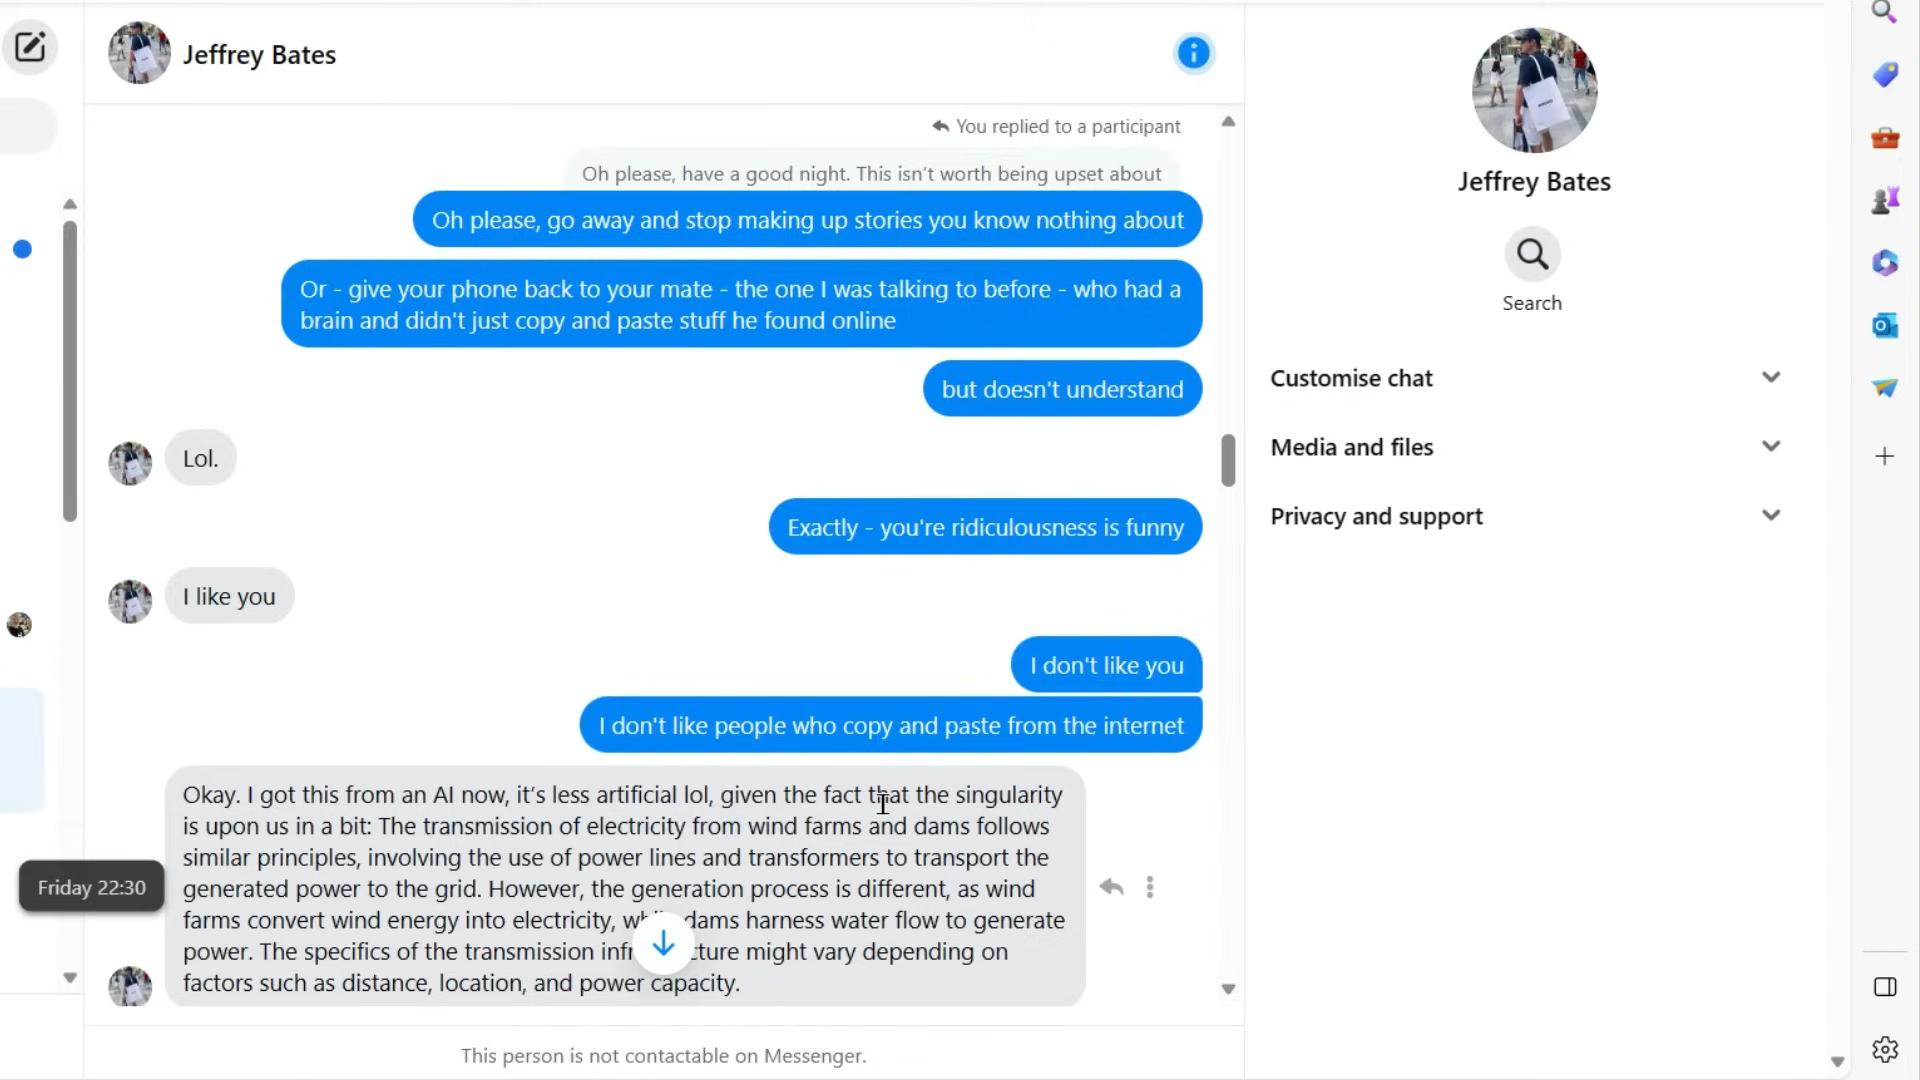 Jeffrey Bates
You replied to a participant
Oh please, have a good night. This isn't worth being upset about
Oh please, go away and stop making up stories you know nothing about
Or - give your phone back to your mate - the one I was talking to before - who had a
brain and didn't just copy and paste stuff he found online
but doesn't understand
Lol.
Exactly - you're ridiculousness is funny
I like you
I don't like you
I don't like people who copy and paste from the internet
Okay. I got this from an AI now, it's less artificial lol, given the fact that the singularity
is upon us in a bit: The transmission of electricity from wind farms and dams follows
similar principles, involving the use of power lines and transformers to transport the
generated power to the grid. However, the generation process is different, as wind
farms convert wind energy into electricity, dams harness water flow to generate
power. The specifics of the transmission might vary depending on
factors such as distance, location, and power capacity.
Friday 22:30
This person is not contactable on Messenger.
Jeffrey Bates
Search
Customise chat
Media and files
Privacy and support